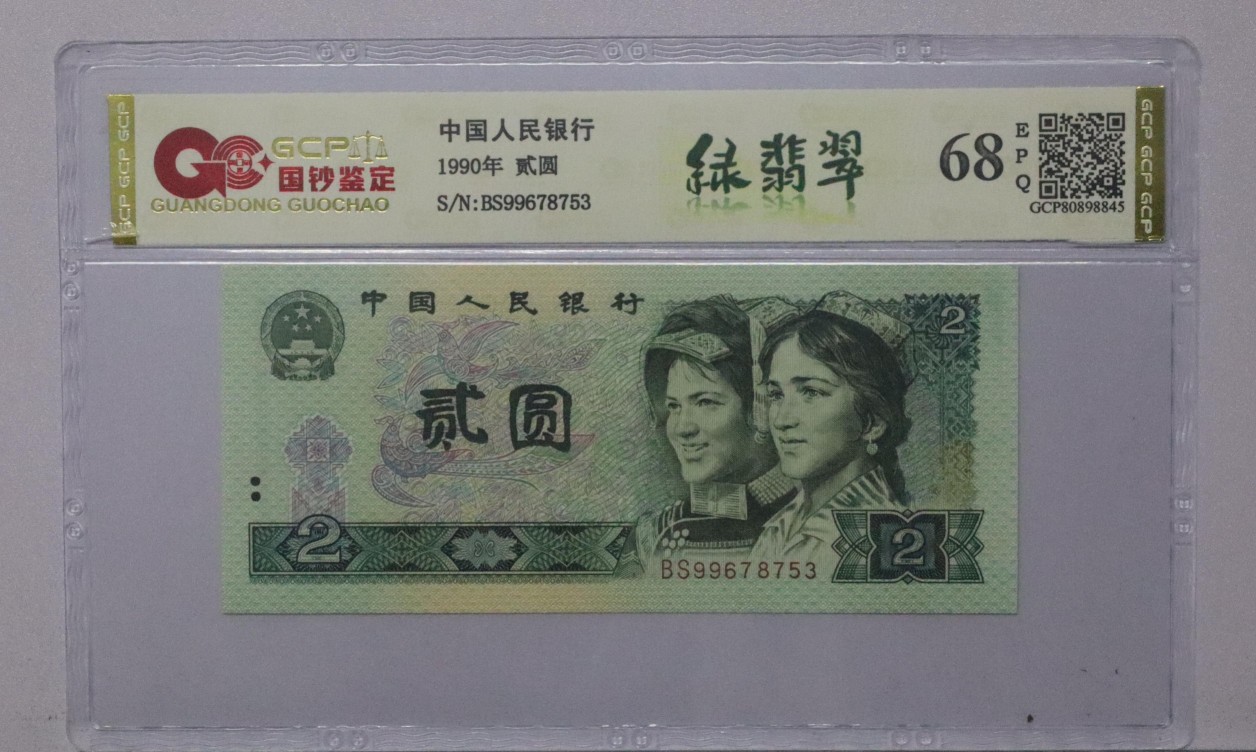 GCP GCP GCP
GCP
国钞鉴定
GUANGDONG GUOCHAO
中国人民银行
1990年 贰圆
S/N:BS99678753
绿翡翠
68
EPQ
GCP80898845
GCP GCP GCP
中国人民银行
2
贰圆
2
2
BS99678753